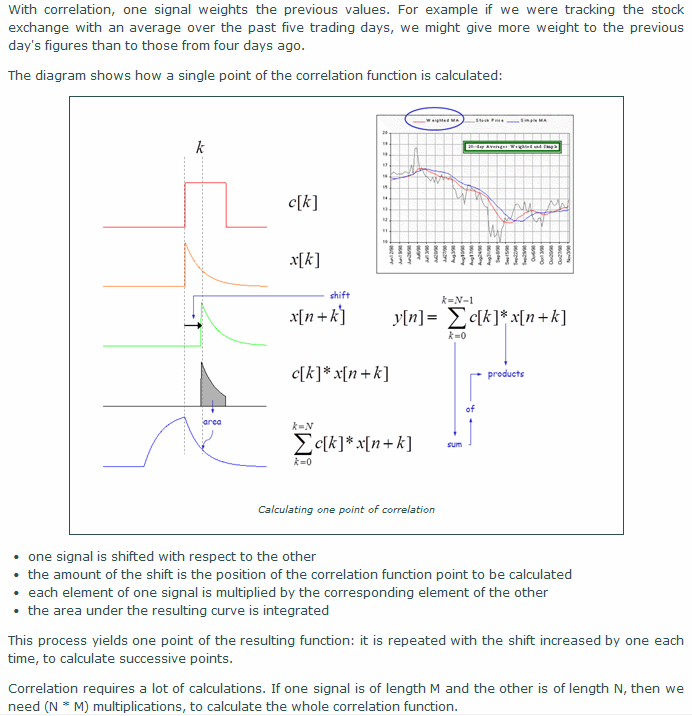 With correlation, one signal weights the previous values. For example if we were tracking the stock
exchange with an average over the past five trading days, we might give more weight to the previous
day's figures than to those from four days ago.
The diagram shows how a single point of the correlation function is calculated:
Weighted MA Stock Price Simple MA
20-day Averages: Weighted and Simple
k
c[k]
x[k]
shift
x[n+k]
k=N-1
y[n]= ∑c[k]*x[n+k]
k=0
c[k]*x[n+k]
products
of
sum
area
k=N
∑c[k]*x[n+k]
k=0
Calculating one point of correlation
• one signal is shifted with respect to the other
• the amount of the shift is the position of the correlation function point to be calculated
• each element of one signal is multiplied by the corresponding element of the other
• the area under the resulting curve is integrated
This process yields one point of the resulting function: it is repeated with the shift increased by one each
time, to calculate successive points.
Correlation requires a lot of calculations. If one signal is of length M and the other is of length N, then we
need (N * M) multiplications, to calculate the whole correlation function.